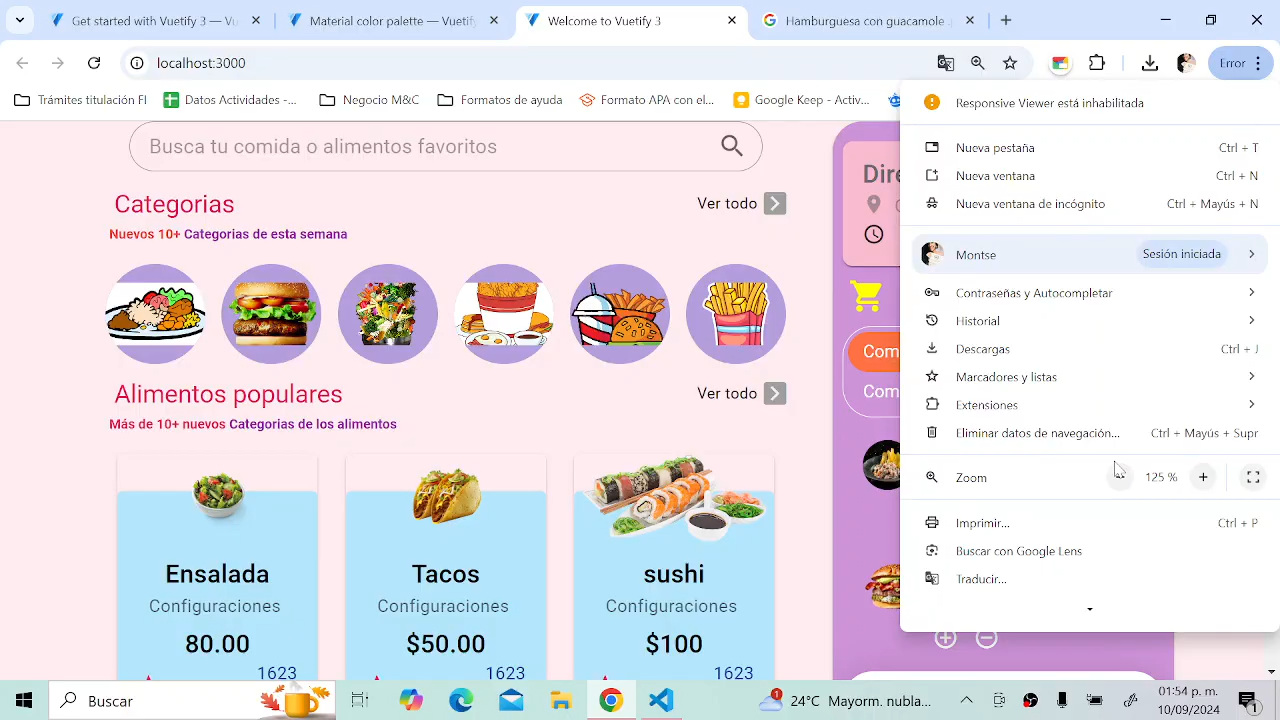 Get started with Vu
Material color palette — Vuetif
Welcome to Vuetify 3
Hamburguesa con guacamole
localhost:3000
Error
Trámites titulación FI
Datos Actividades -...
Negocio M&C
Formatos de ayuda
Formato APA con el...
Google Keep - Activ...
Busca tu comida o alimentos favoritos
Categorias
Ver todo
Nuevos 10+ Categorias de esta semana
Alimentos populares
Ver todo
Más de 10+ nuevos Categorias de los alimentos
Ensalada
Configuraciones
80.00
1623
Tacos
Configuraciones
$50.00
1623
sushi
Configuraciones
$100
1623
Dire
Com
Com
Responsive Viewer está inhabilitada
Nueva pestaña Ctrl + T
Nueva ventana Ctrl + N
Nueva ventana de incógnito Ctrl + Mayús + N
Montse Sesión iniciada
Contraseñas y Autocompletar
Historial
Descargas Ctrl + J
Marcadores y listas
Extensiones
Eliminar datos de navegación... Ctrl + Mayús + Supr
Zoom 125 % +
Imprimir... Ctrl + P
Buscar con Google Lens
Traducir...
Buscar
24°C Mayorm. nubla...
01:54 p. m.
10/09/2024
1